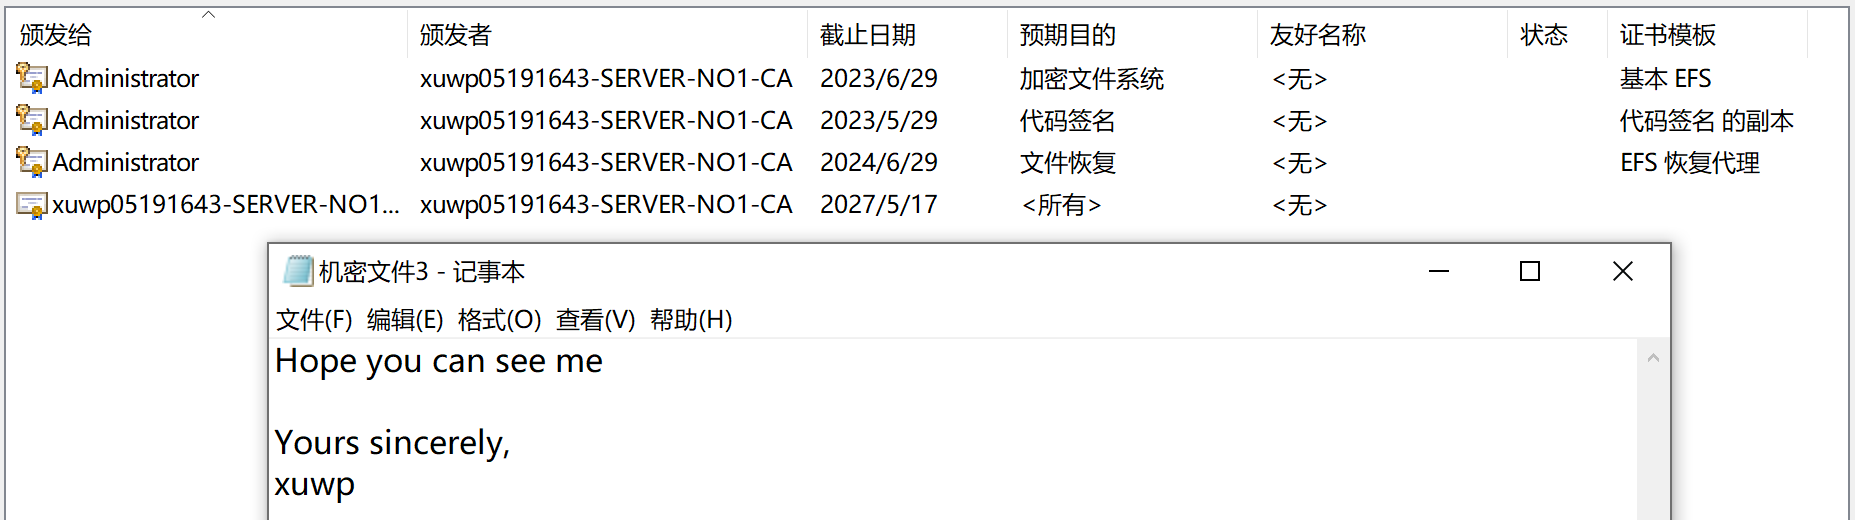 颁发给 颁发者 截止日期 预期目的 友好名称 状态 证书模板
Administrator xuwp05191643-SERVER-NO1-CA 2023/6/29 加密文件系统 <无> 基本 EFS
Administrator xuwp05191643-SERVER-NO1-CA 2023/5/29 代码签名 <无> 代码签名 的副本
Administrator xuwp05191643-SERVER-NO1-CA 2024/6/29 文件恢复 <无> EFS 恢复代理
xuwp05191643-SERVER-NO1... xuwp05191643-SERVER-NO1-CA 2027/5/17 <所有> <无>
机密文件3 - 记事本
文件(F) 编辑(E) 格式(O) 查看(V) 帮助(H)
Hope you can see me
Yours sincerely,
xuwp